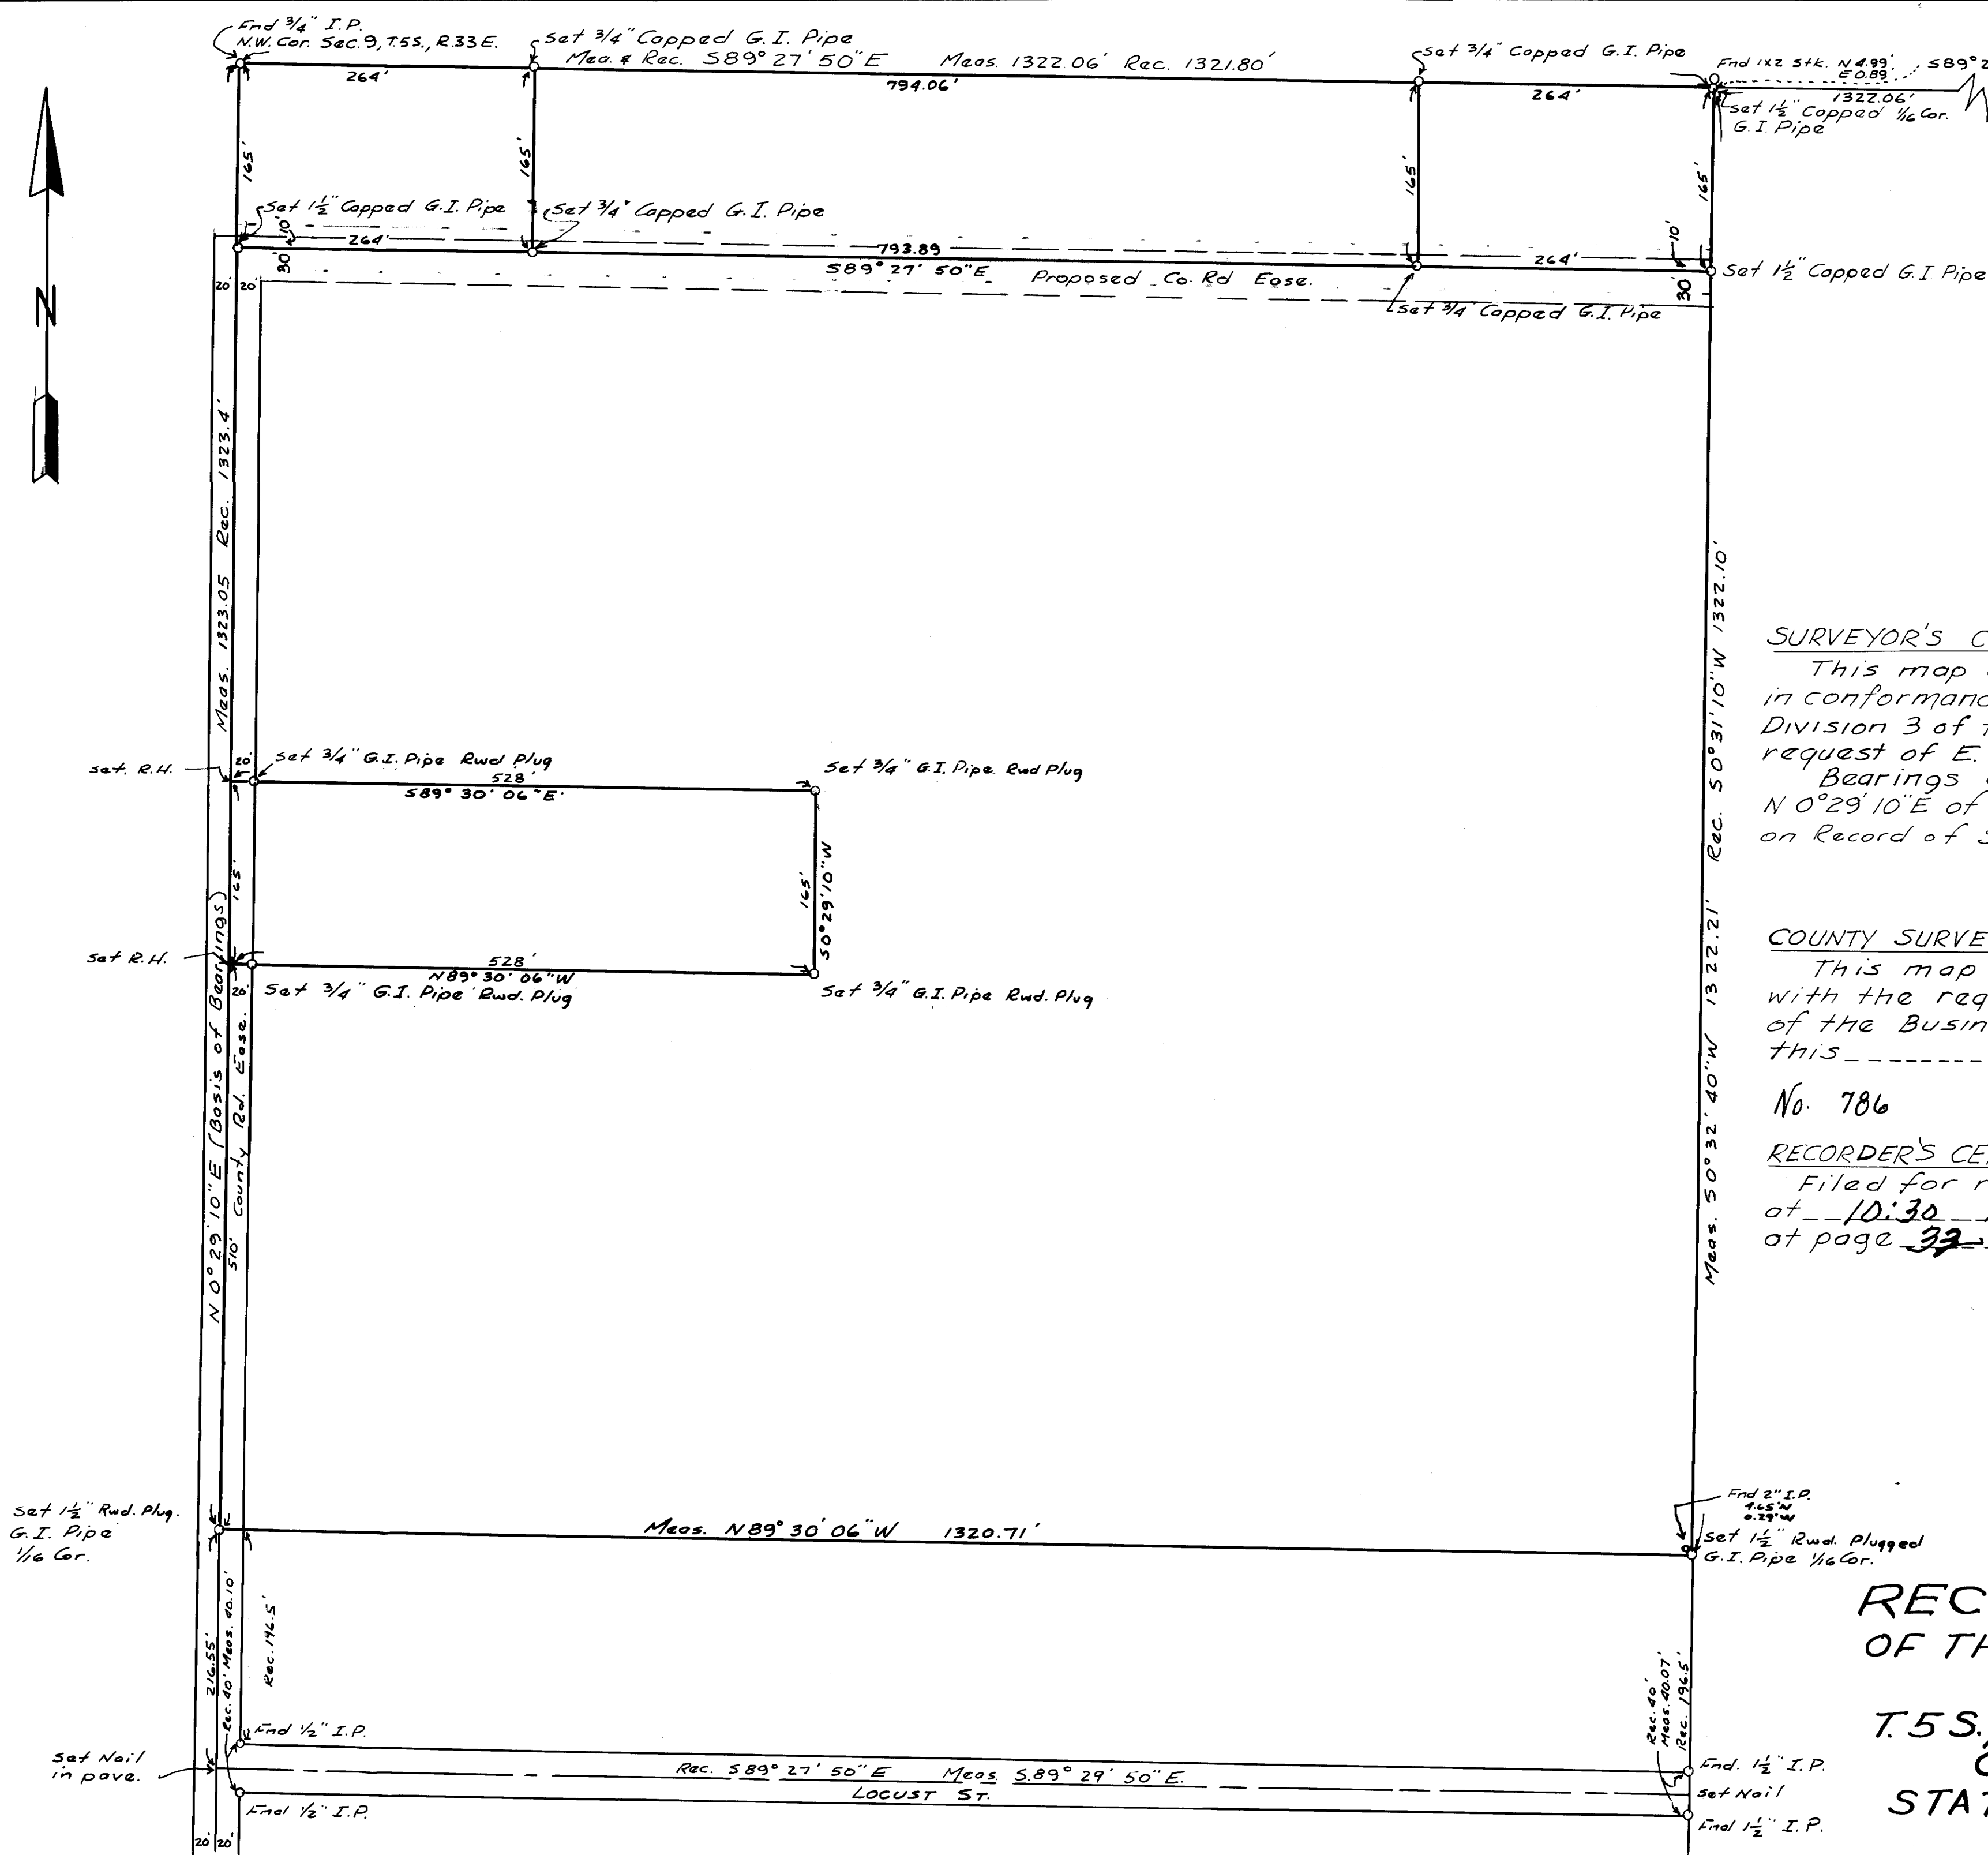 Fnd 3/4" I.P.
N.W. Cor. Sec. 9, T.5S., R.33E.
Set 3/4" Capped G.I. Pipe
Mea. & Rec. S89° 27' 50"E Meas. 1322.06' Rec. 1321.80'
Set 3/4" Capped G.I. Pipe
Fnd 1x2 Stk. N 4.99'
E 0.89'
S89°2
264'
794.06'
264'
1322.06'
Set 1 1/2" Capped 1/16 Cor.
G.I. Pipe
165'
165'
165'
165'
Set 1 1/2" Capped G.I. Pipe
Set 3/4" Capped G.I. Pipe
10'
264'
793.89
264'
10'
30'
S89° 27' 50"E Proposed Co. Rd Ease.
30'
Set 1 1/2" Capped G.I. Pipe
20' 20'
Set 3/4 Capped G.I. Pipe
N
Meas. 1323.05 Rec. 1323.4'
Rec. S0° 31' 10"W 1322.10'
SURVEYOR'S C
This map
in conformanc
Division 3 of
request of E.
Bearings
N 0°29' 10"E of
on Record of S
Set. R.H.
20'
Set 3/4" G.I. Pipe Rwd Plug
528'
S89° 30' 06"E
Set 3/4" G.I. Pipe Rwd Plug
165'
165'
S0° 29' 10"W
Set R.H.
528'
N89° 30' 06"W
20'
Set 3/4" G.I. Pipe Rwd. Plug
Set 3/4" G.I. Pipe Rwd. Plug
COUNTY SURVE
This map
with the req
of the Busin
this
No. 786
RECORDER'S CE
Filed for r
at 10:30
at page 32
N 0° 29' 10"E (Basis of Bearings)
510' County Rd. Ease.
Meas. S0° 32' 40"W 1322.21'
Set 1 1/2" Rwd. Plug.
G.I. Pipe
1/16 Cor.
Meas. N89° 30' 06"W 1320.71'
Fnd 2" I.P.
0.29'W
Set 1 1/2" Rwd. Plugged
G.I. Pipe 1/16 Cor.
REC
OF TH
T.5S.,
C
STAT
216.55'
Rec. 40' Meas. 40.10'
Rec. 196.5'
Rec. 40'
Meas. 40.07'
Rec. 196.5'
Fnd 1/2" I.P.
Set Nail
in pave.
Rec. S89° 27' 50"E Meas. S.89° 29' 50"E.
LOCUST ST.
Fnd. 1 1/2" I.P.
Set Nail
Fnd 1/2" I.P.
Fnd 1 1/2" I.P.
20' 20'